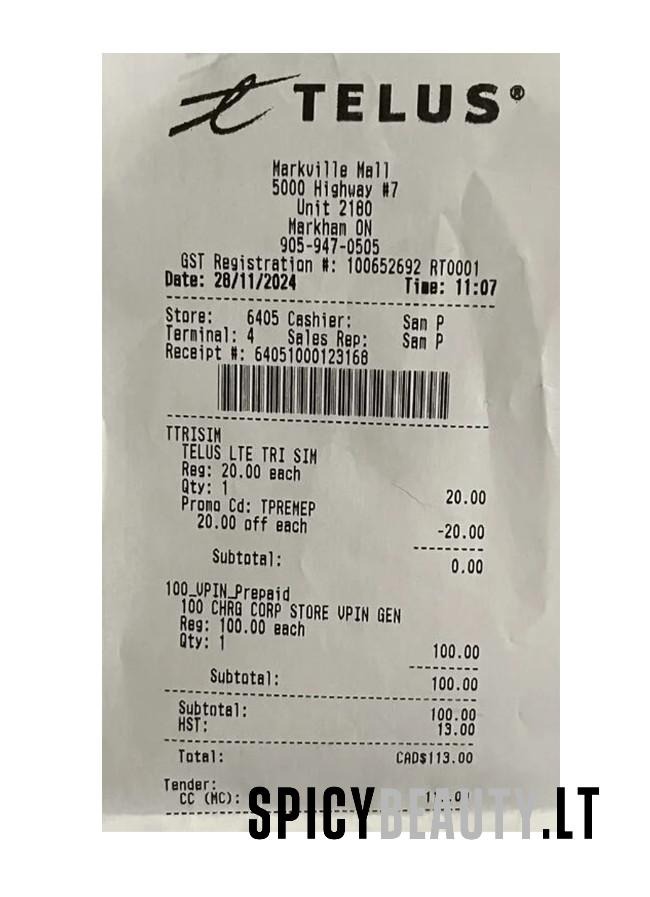 TELUS®
Markville Mall
5000 Highway #7
Unit 2180
Markham ON
905-947-0505
GST Registration #: 100652692 RT0001
Date: 28/11/2024 Time: 11:07
Store: 6405 Cashier: Sam P
Terminal: 4 Sales Rep: Sam P
Receipt #: 64051000123168
TTRISIM
TELUS LTE TRI SIM
Reg: 20.00 each
Qty: 1 20.00
Promo Cd: TPREMEP
20.00 off each -20.00
Subtotal: 0.00
100_VPIN_Prepaid
100 CHRG CORP STORE VPIN GEN
Reg: 100.00 each
Qty: 1 100.00
Subtotal: 100.00
Subtotal: 100.00
HST: 13.00
Total: CAD$113.00
Tender:
CC (MC):
SPICYBEAUTY.LT